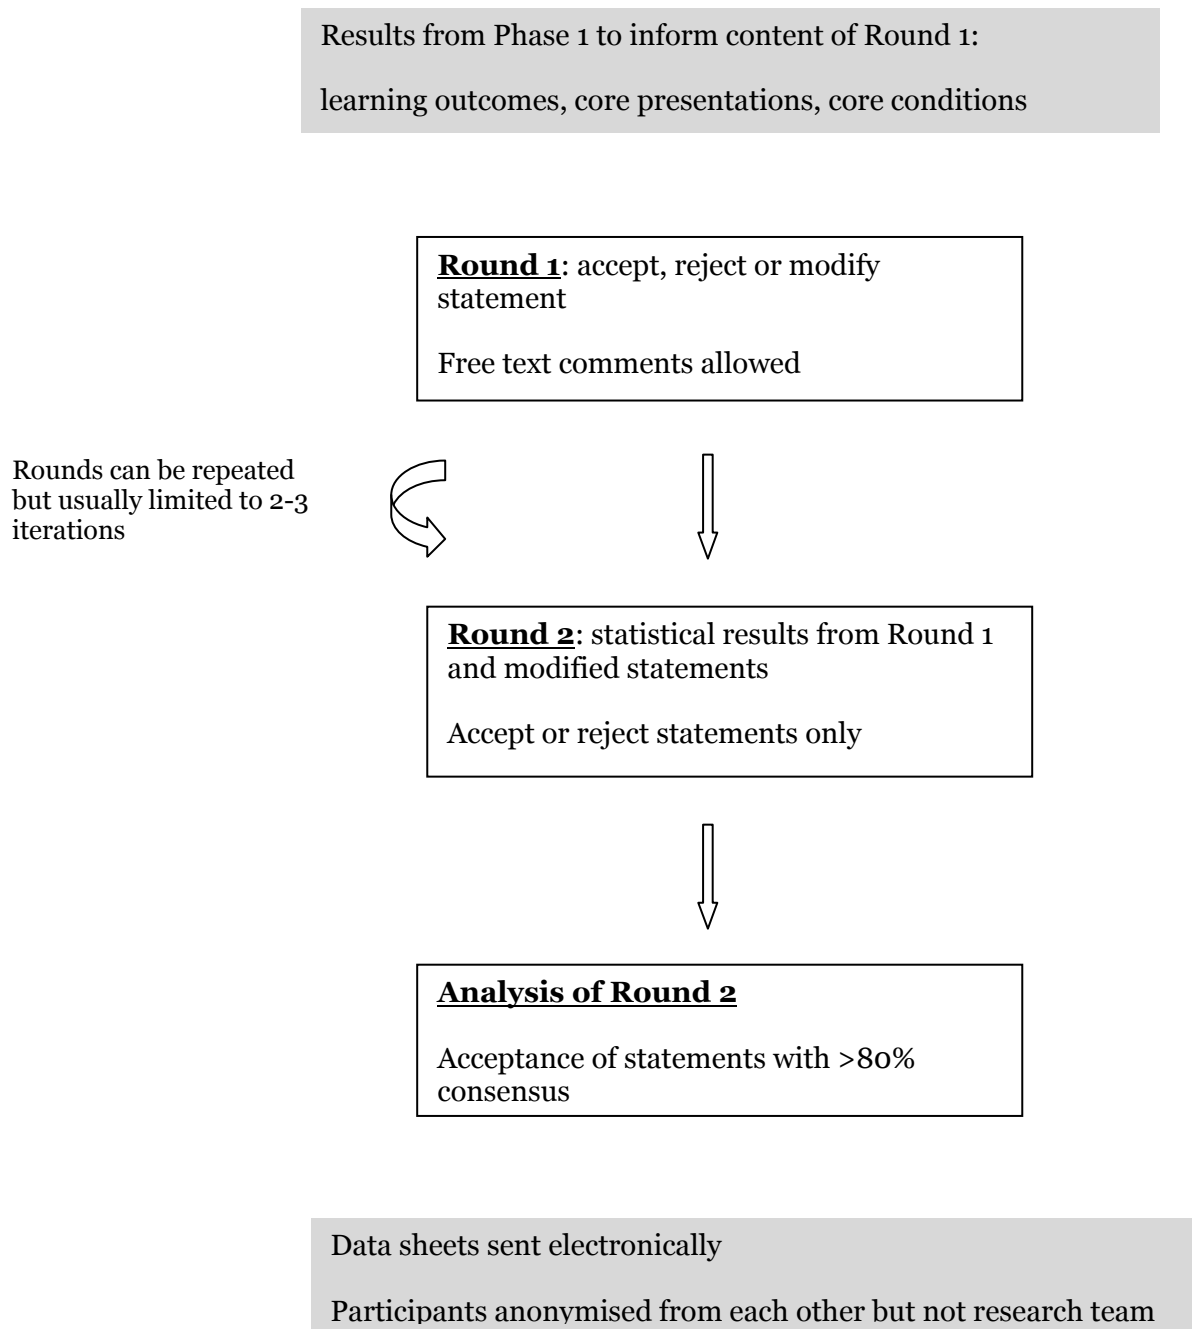 Results from Phase 1 to inform content of Round 1:
learning outcomes, core presentations, core conditions
Round 1: accept, reject or modify
statement
Free text comments allowed
Rounds can be repeated
but usually limited to 2-3
iterations
Round 2: statistical results from Round 1
and modified statements
Accept or reject statements only
Analysis of Round 2
Acceptance of statements with >80%
consensus
Data sheets sent electronically
Participants anonymised from each other but not research team